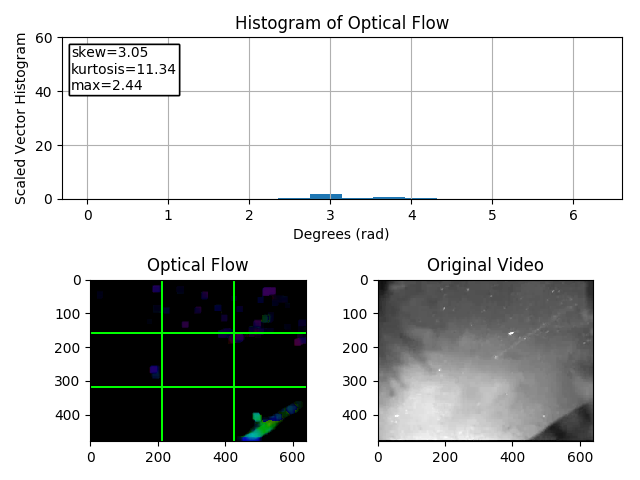 Histogram of Optical Flow
skew=3.05
kurtosis=11.34
max=2.44
Scaled Vector Histogram
60
40
20
0
0 1 2 3 4 5 6
Degrees (rad)
Optical Flow
0
100
200
300
400
0 200 400 600
Original Video
0
100
200
300
400
0 200 400 600